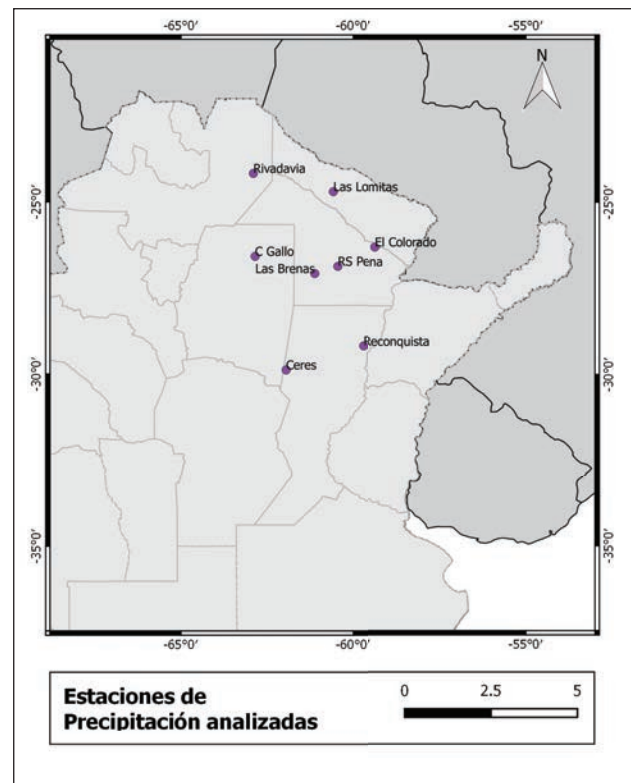 -65°0′ -60°0′ -55°0′
N
Rivadavia
Las Lomitas
-25°0′ -25°0′
El Colorado
C Gallo
RS Pena
Las Brenas
Reconquista
Ceres
-30°0′ -30°0′
-35°0′ -35°0′
-65°0′ -60°0′ -55°0′
Estaciones de
Precipitación analizadas
0 2.5 5